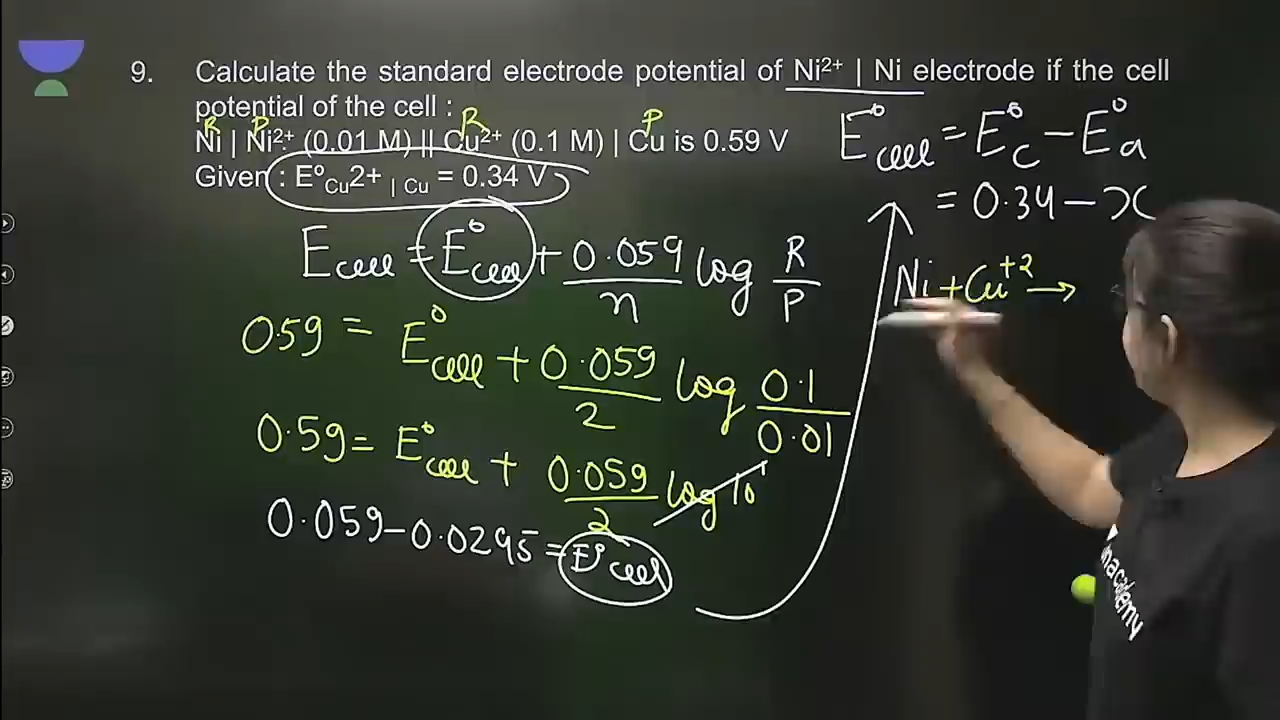 9. Calculate the standard electrode potential of Ni²⁺ | Ni electrode if the cell
potential of the cell :
R P R P
Ni | Ni²⁺ (0.01 M) || Cu²⁺ (0.1 M) | Cu is 0.59 V
Given : E°Cu2+ | Cu = 0.34 V
E°cell = E°c − E°a
= 0.34 − x
Ni + Cu⁺² →
Ecell = E°cell + 0.059/n log R/P
059 = E°cell + 0.059/2 log 0.1/0.01
0.59 = E°cell + 0.059/2 log 10¹
0.059 − 0.0295 = E°cell
unacademy